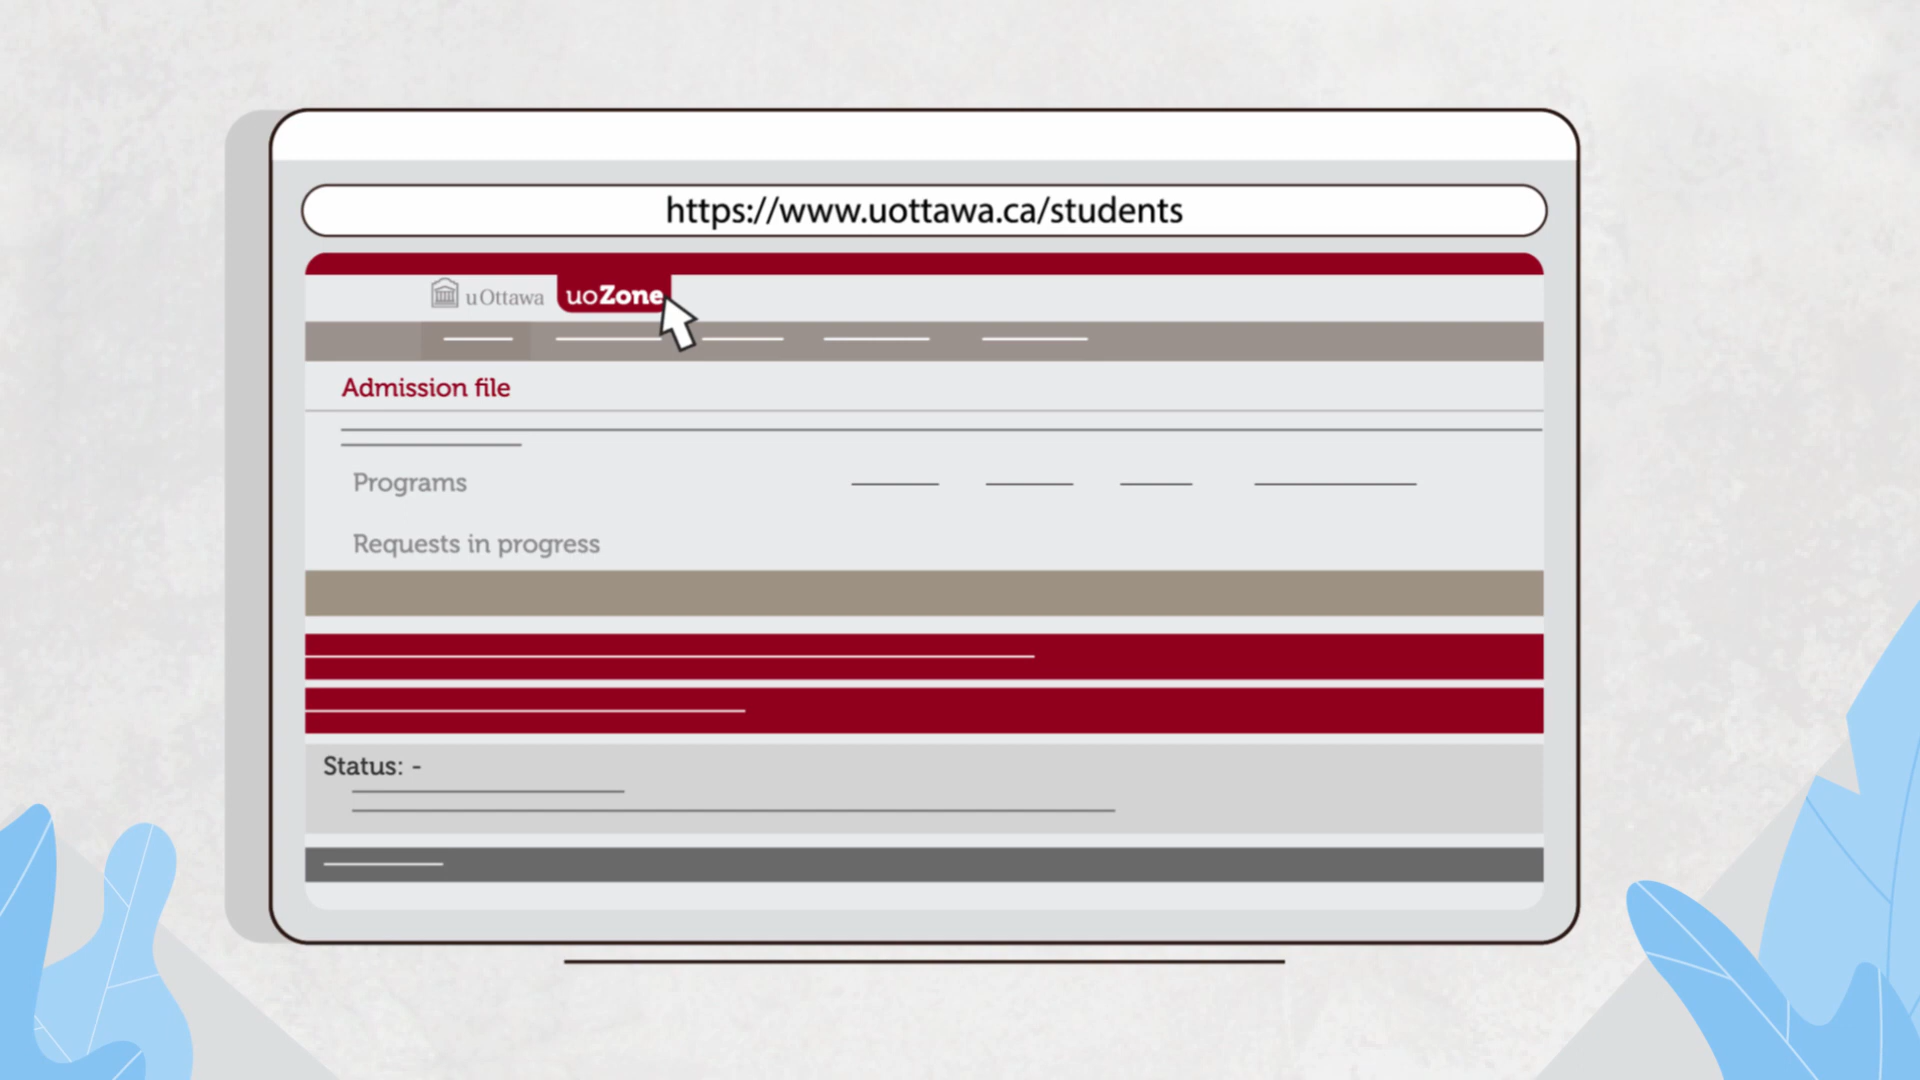 https://www.uottawa.ca/students
uOttawa uoZone
Admission file
Programs
Requests in progress
Status: -